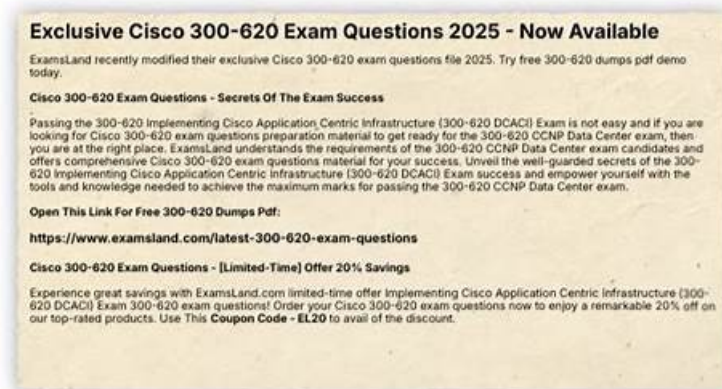 Exclusive Cisco 300-620 Exam Questions 2025 - Now Available
ExamsLand recently modified their exclusive Cisco 300-620 exam questions file 2025. Try free 300-620 dumps pdf demo
today.
Cisco 300-620 Exam Questions - Secrets Of The Exam Success
Passing the 300-620 Implementing Cisco Application Centric Infrastructure (300-620 DCACI) Exam is not easy and if you are
looking for Cisco 300-620 exam questions preparation material to get ready for the 300-620 CCNP Data Center exam, then
you are at the right place. ExamsLand understands the requirements of the 300-620 CCNP Data Center exam candidates and
offers comprehensive Cisco 300-620 exam questions material for your success. Unveil the well-guarded secrets of the 300-
620 Implementing Cisco Application Centric Infrastructure (300-620 DCACI) Exam success and empower yourself with the
tools and knowledge needed to achieve the maximum marks for passing the 300-620 CCNP Data Center exam.
Open This Link For Free 300-620 Dumps Pdf:
https://www.examsland.com/latest-300-620-exam-questions
Cisco 300-620 Exam Questions - [Limited-Time] Offer 20% Savings
Experience great savings with ExamsLand.com limited-time offer Implementing Cisco Application Centric Infrastructure (300-
620 DCACI) Exam 300-620 exam questions! Order your Cisco 300-620 exam questions now to enjoy a remarkable 20% off on
our top-rated products. Use This Coupon Code - EL20 to avail of the discount.